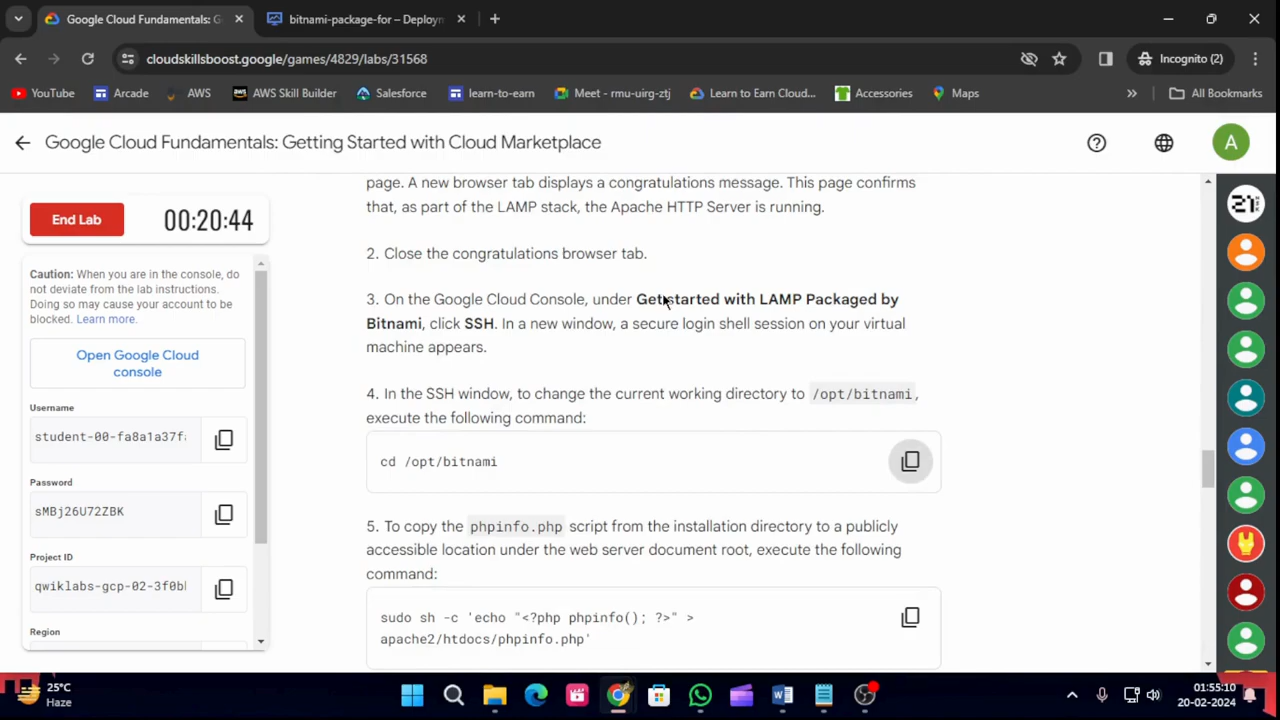 Google Cloud Fundamentals: G
bitnami-package-for – Deploym
cloudskillsboost.google/games/4829/labs/31568
Incognito (2)
YouTube
Arcade
AWS
AWS Skill Builder
Salesforce
learn-to-earn
Meet - rmu-uirg-ztj
Learn to Earn Cloud...
Accessories
Maps
»
All Bookmarks
Google Cloud Fundamentals: Getting Started with Cloud Marketplace
A
End Lab
00:20:44
Caution: When you are in the console, do
not deviate from the lab instructions.
Doing so may cause your account to be
blocked. Learn more.
Open Google Cloud
console
Username
student-00-fa8a1a37f
Password
sMBj26U72ZBK
Project ID
qwiklabs-gcp-02-3f0b
Region
page. A new browser tab displays a congratulations message. This page confirms
that, as part of the LAMP stack, the Apache HTTP Server is running.
2. Close the congratulations browser tab.
3. On the Google Cloud Console, under Get started with LAMP Packaged by
Bitnami, click SSH. In a new window, a secure login shell session on your virtual
machine appears.
4. In the SSH window, to change the current working directory to /opt/bitnami,
execute the following command:
cd /opt/bitnami
5. To copy the phpinfo.php script from the installation directory to a publicly
accessible location under the web server document root, execute the following
command:
sudo sh -c 'echo "<?php phpinfo(); ?>" >
apache2/htdocs/phpinfo.php'
21
25°C
Haze
01:55:10
20-02-2024